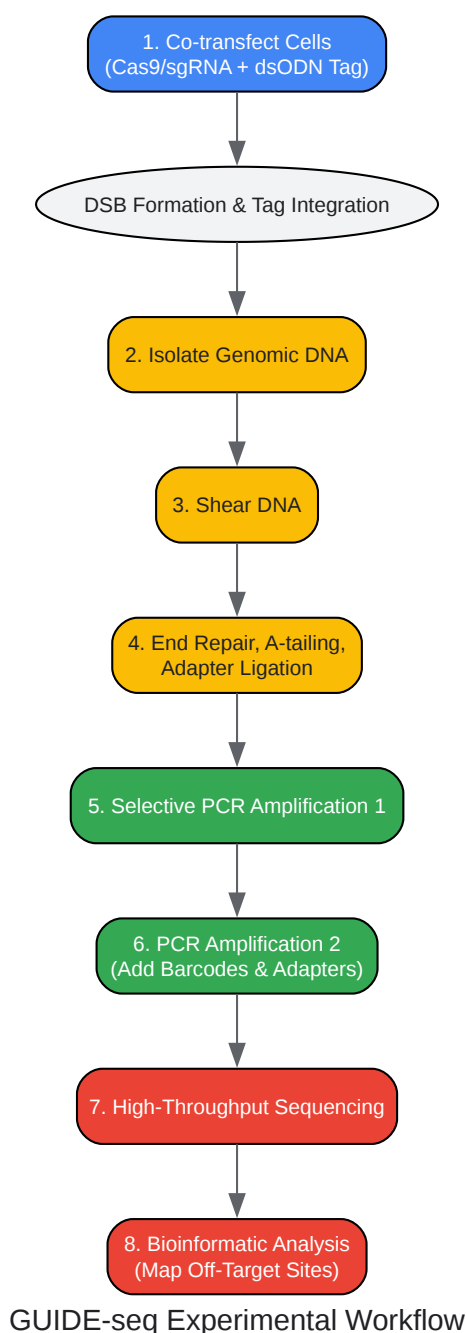 1. Co-transfect Cells
(Cas9/sgRNA + dsODN Tag)
DSB Formation & Tag Integration
2. Isolate Genomic DNA
3. Shear DNA
4. End Repair, A-tailing,
Adapter Ligation
5. Selective PCR Amplification 1
6. PCR Amplification 2
(Add Barcodes & Adapters)
7. High-Throughput Sequencing
8. Bioinformatic Analysis
(Map Off-Target Sites)
GUIDE-seq Experimental Workflow